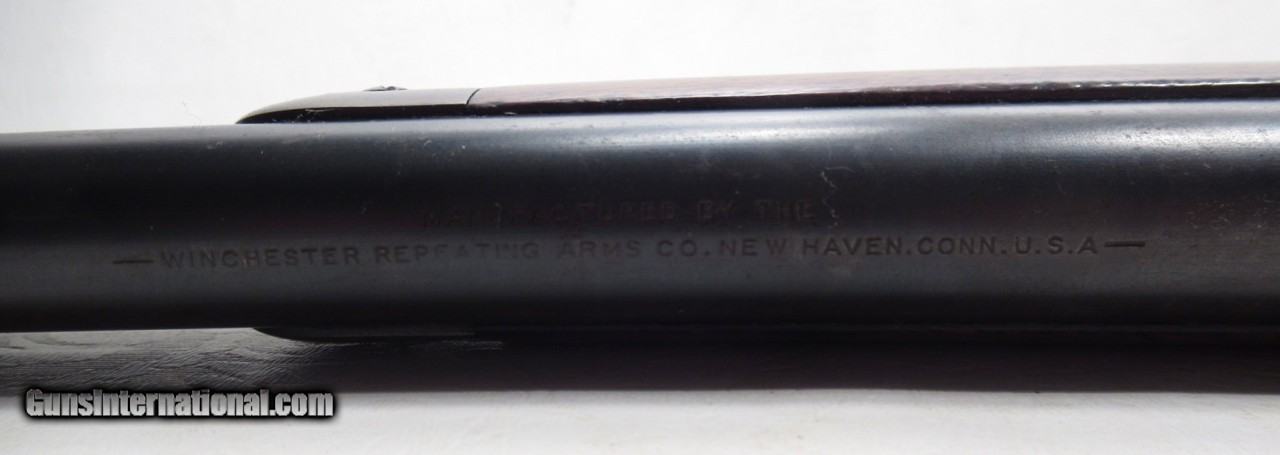 MANUFACTURED BY THE
—WINCHESTER REPEATING ARMS CO. NEW HAVEN. CONN. U.S.A—
GunsInternational.com